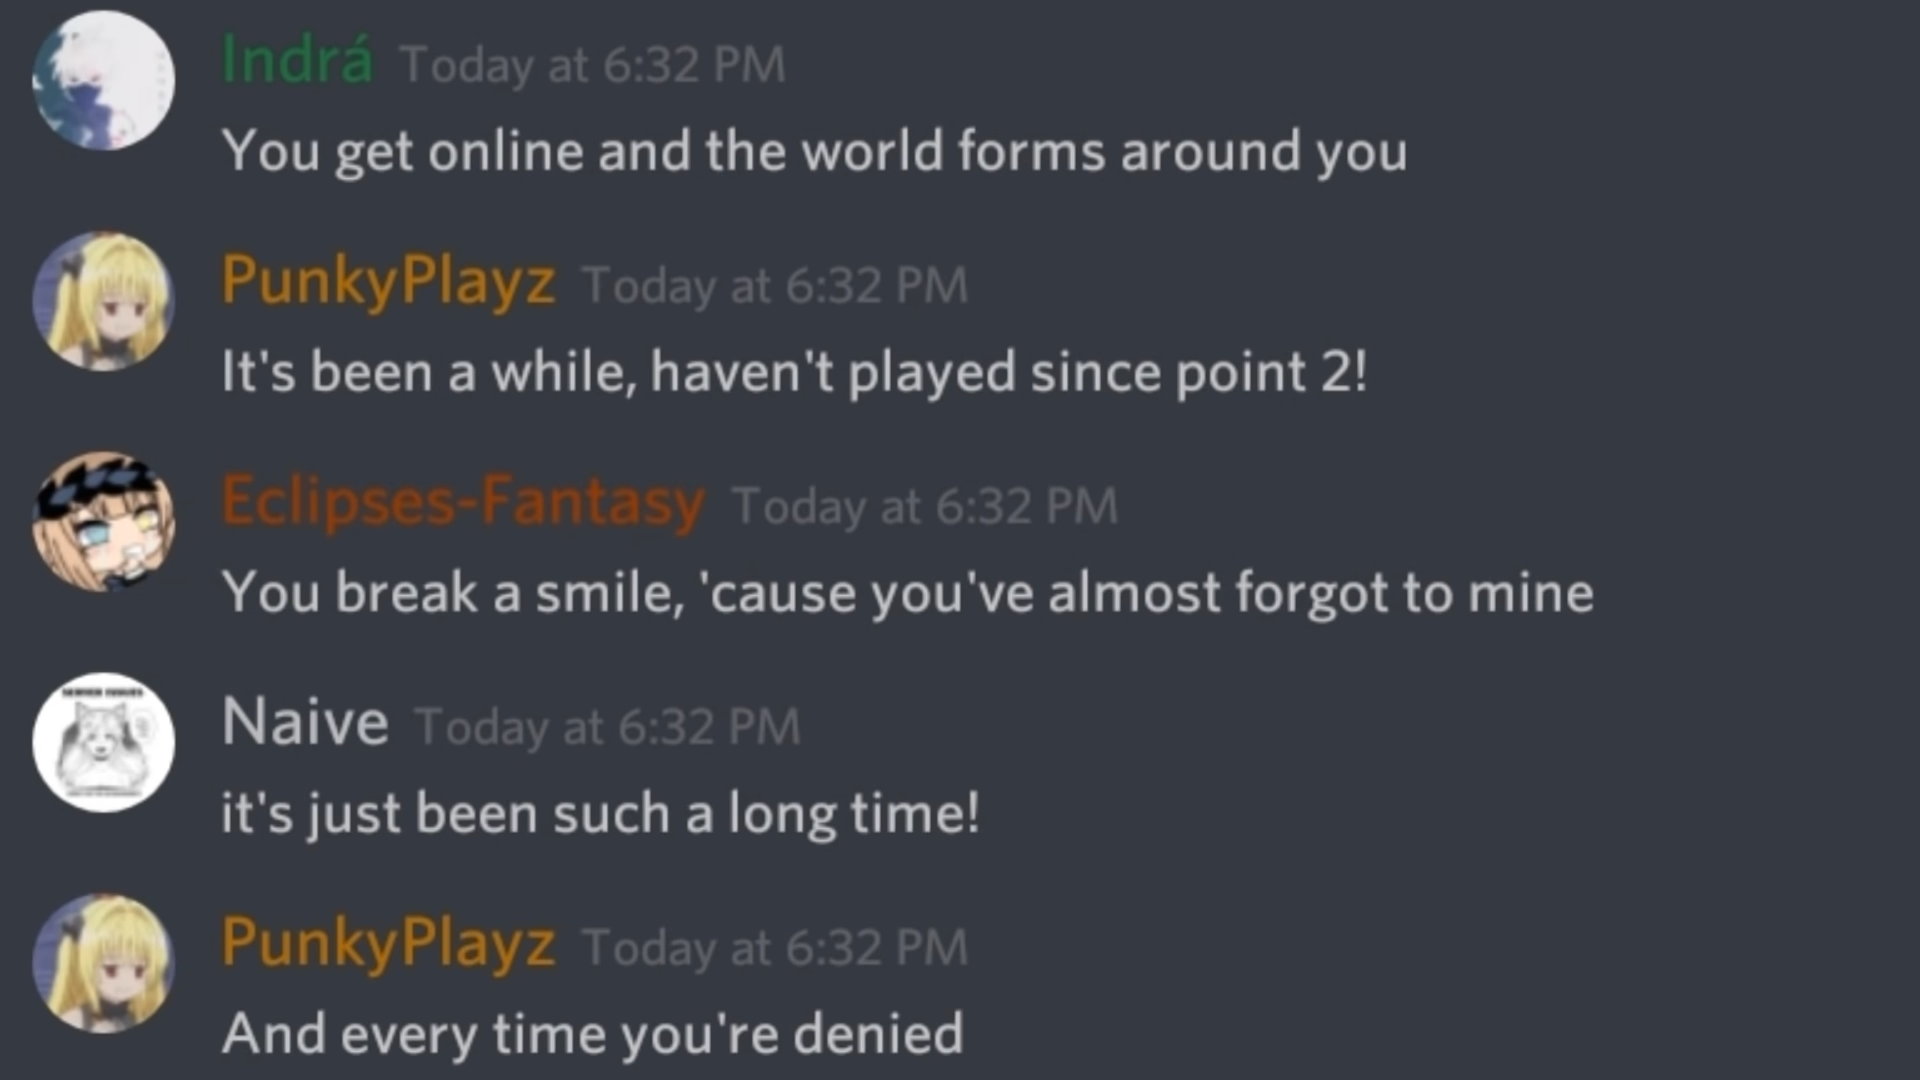 Indrá Today at 6:32 PM
You get online and the world forms around you
PunkyPlayz Today at 6:32 PM
It's been a while, haven't played since point 2!
Eclipses-Fantasy Today at 6:32 PM
You break a smile, 'cause you've almost forgot to mine
Naive Today at 6:32 PM
it's just been such a long time!
PunkyPlayz Today at 6:32 PM
And every time you're denied